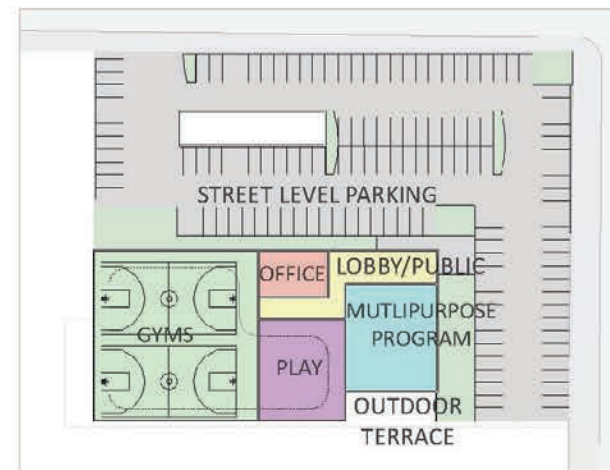 STREET LEVEL PARKING
OFFICE
LOBBY/PUBLIC
GYMS
MUTLIPURPOSE
PROGRAM
PLAY
OUTDOOR
TERRACE